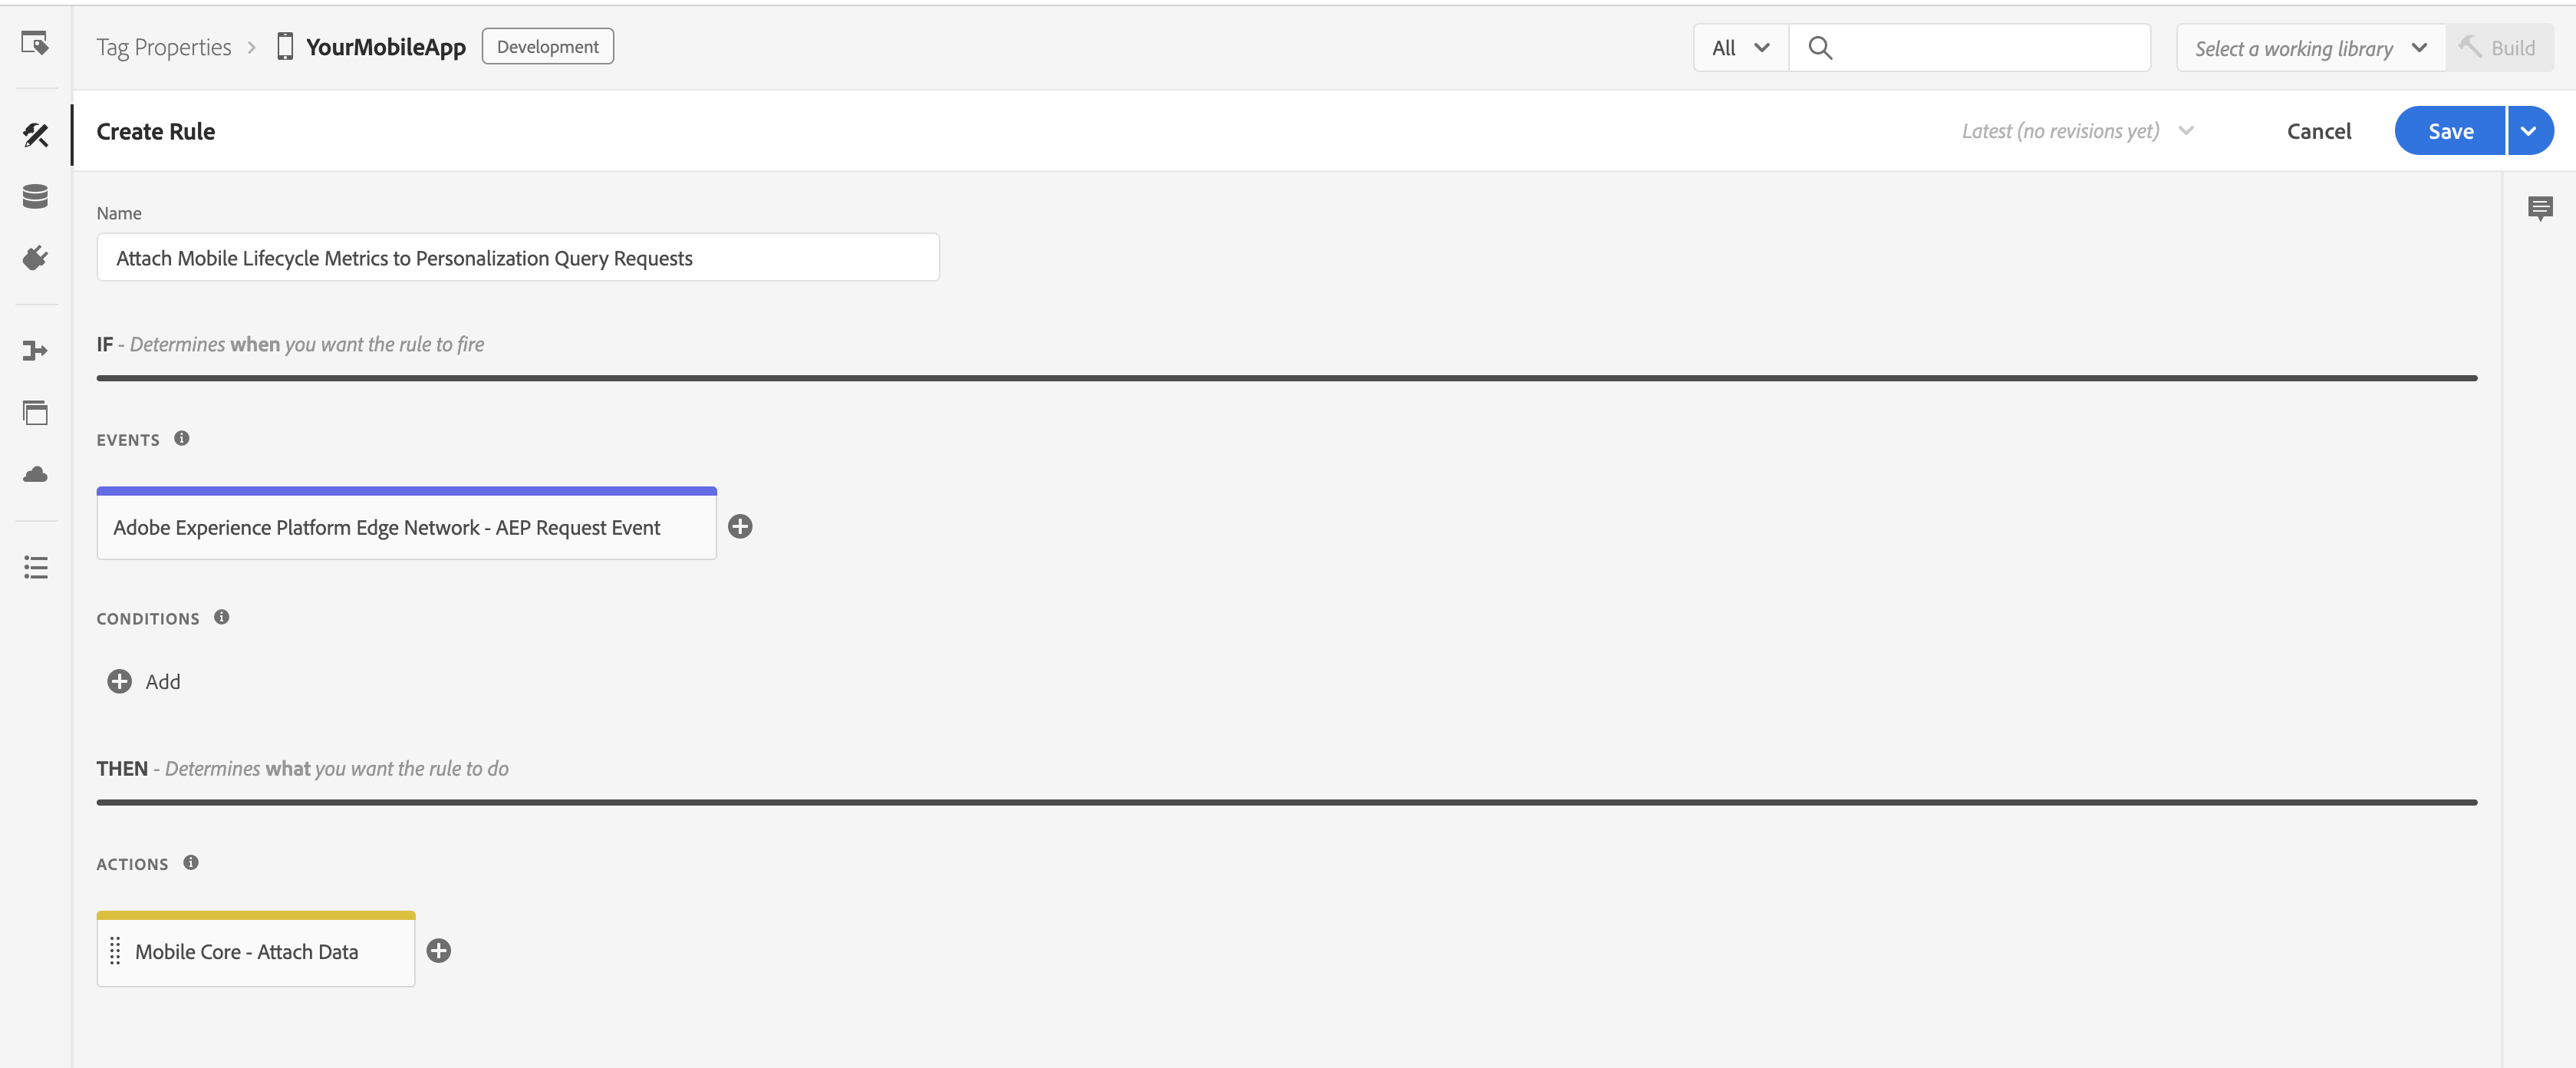 Tag Properties > YourMobileApp Development All Select a working library Build
Create Rule Latest (no revisions yet) Cancel Save
Name
Attach Mobile Lifecycle Metrics to Personalization Query Requests
IF - Determines when you want the rule to fire
EVENTS
Adobe Experience Platform Edge Network - AEP Request Event
CONDITIONS
Add
THEN - Determines what you want the rule to do
ACTIONS
Mobile Core - Attach Data